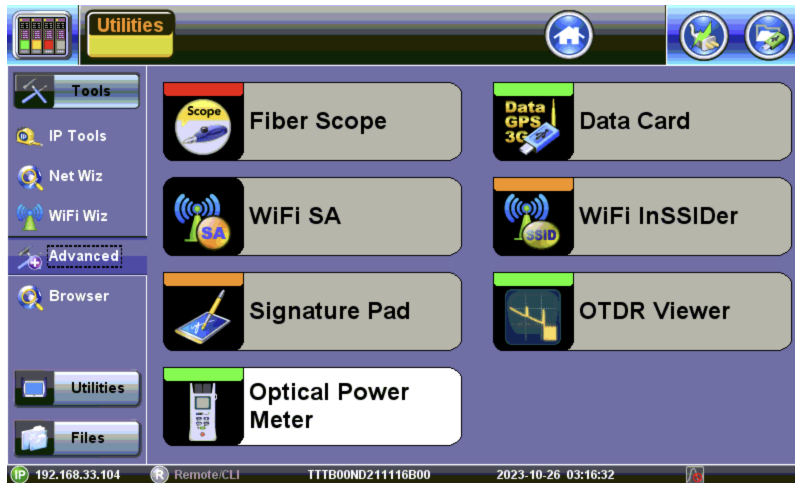 Utilities
Tools
IP Tools
Net Wiz
WiFi Wiz
Advanced
Browser
Utilities
Files
Scope
Fiber Scope
Data
GPS
3G
Data Card
SA
WiFi SA
SSID
WiFi InSSIDer
Signature Pad
OTDR Viewer
Optical Power
Meter
IP 192.168.33.104
R Remote/CLI
TTTB00ND211116B00
2023-10-26 03:16:32